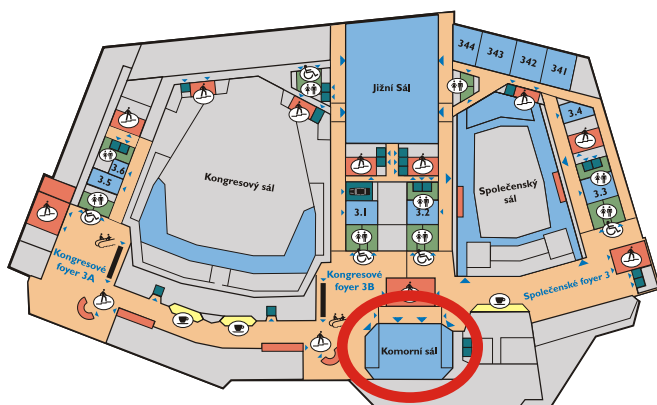 344
343
342
341
Jižní Sál
3.4
3.6
3.5
Kongresový sál
Společenský
sál
3.1
3.2
3.3
Kongresové
foyer 3A
Kongresové
foyer 3B
Společenské foyer 3
Komorní sál